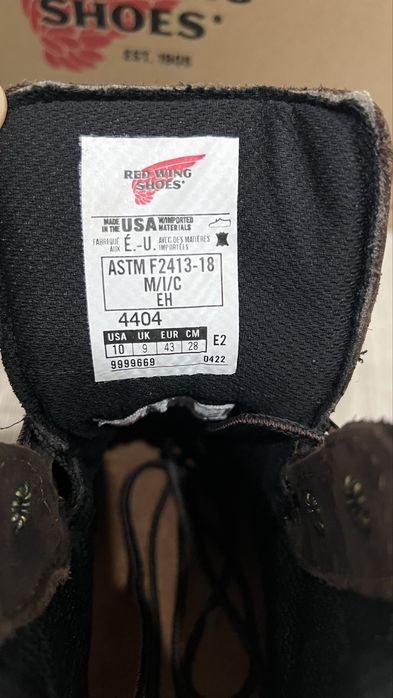 SHOES
EST. 1905
RED WING
SHOES
MADE IN THE USA W/IMPORTED MATERIALS
FABRIQUÉ AUX É.-U. AVEC DES MATIÈRES IMPORTÉES
ASTM F2413-18
M/I/C
EH
4404
USA UK EUR CM
10 9 43 28 E2
9999669 0422